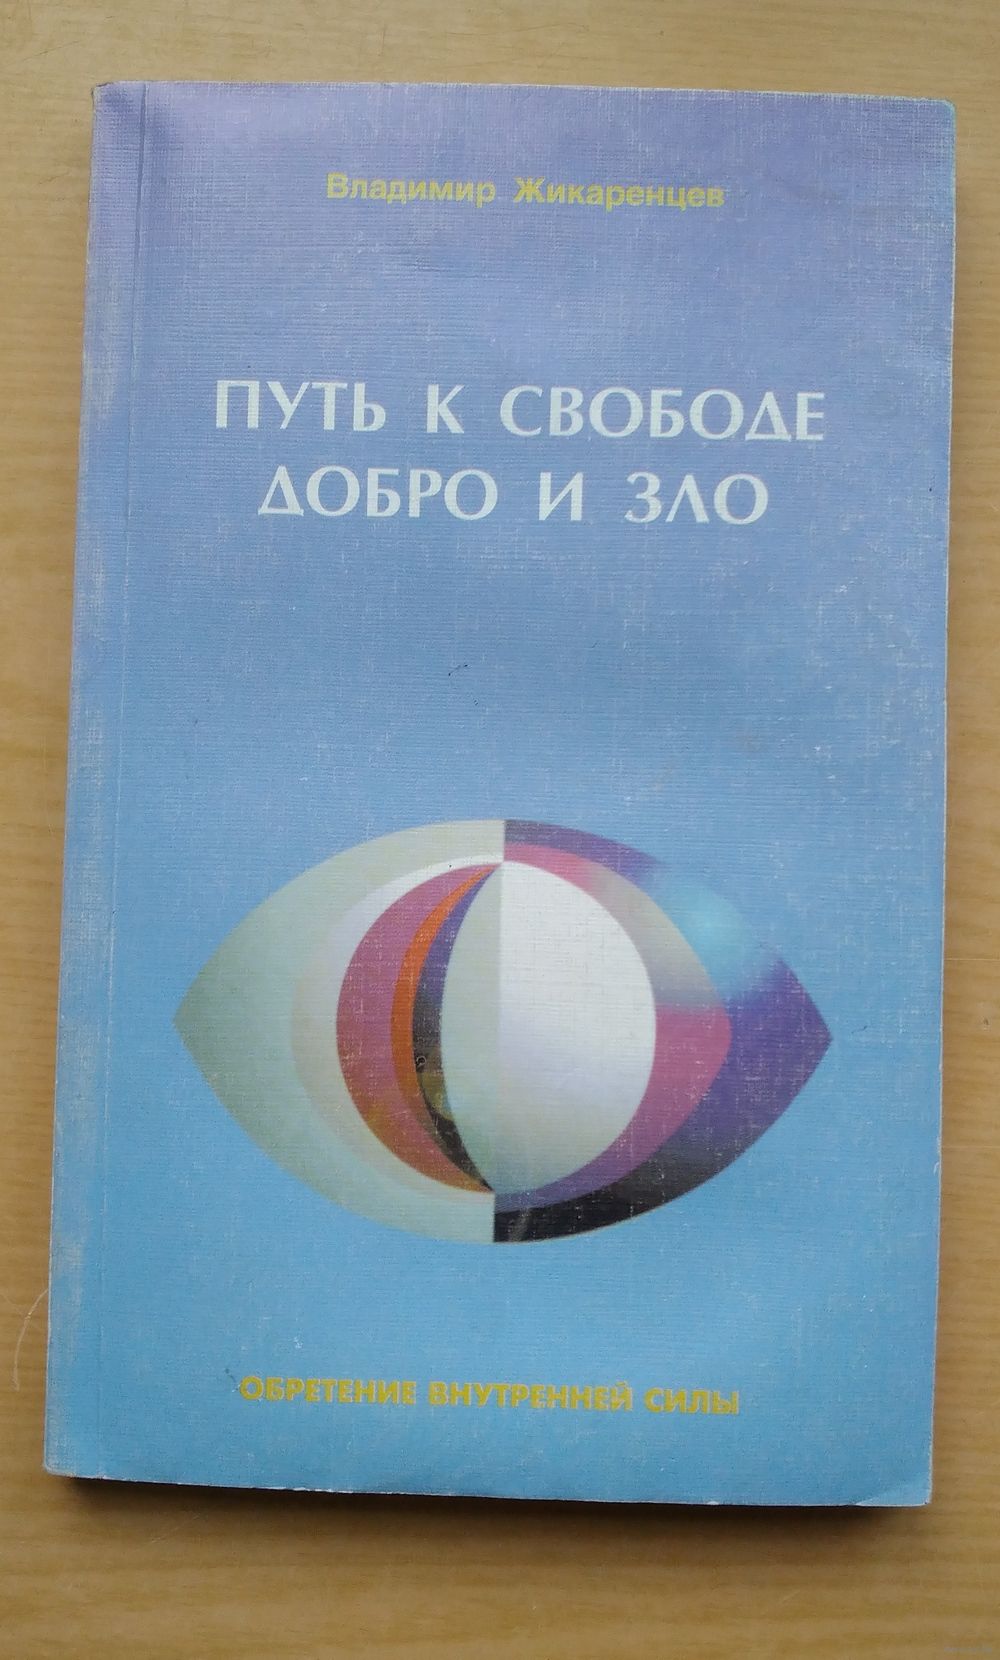 Владимир Жикаренцев
ПУТЬ К СВОБОДЕ
ДОБРО И ЗЛО
ОБРЕТЕНИЕ ВНУТРЕННЕЙ СИЛЫ